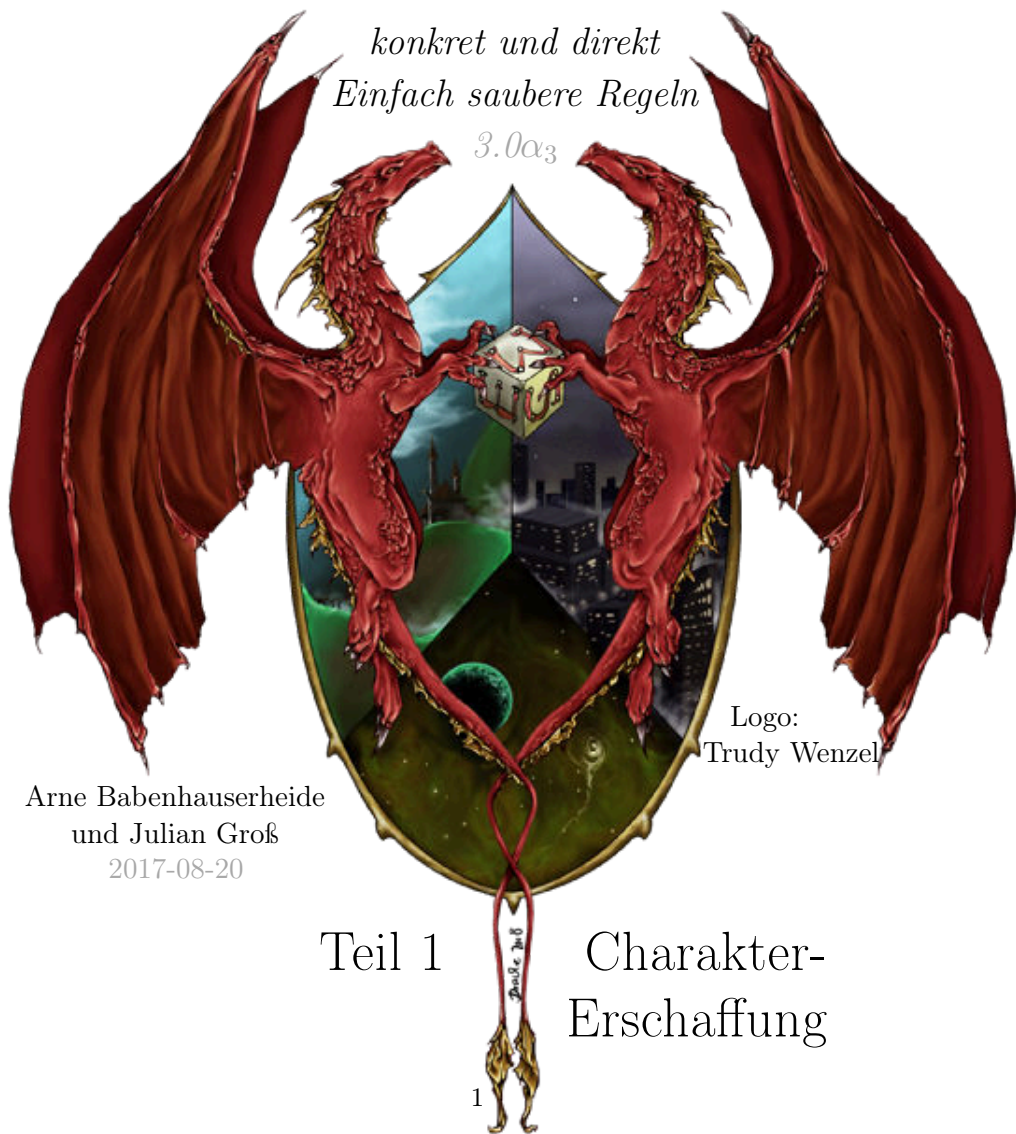 konkret und direkt
Einfach saubere Regeln
3.0α₃
Logo:
Trudy Wenzel
Arne Babenhauserheide
und Julian Groß
2017-08-20
Teil 1
Charakter-
Erschaffung
1